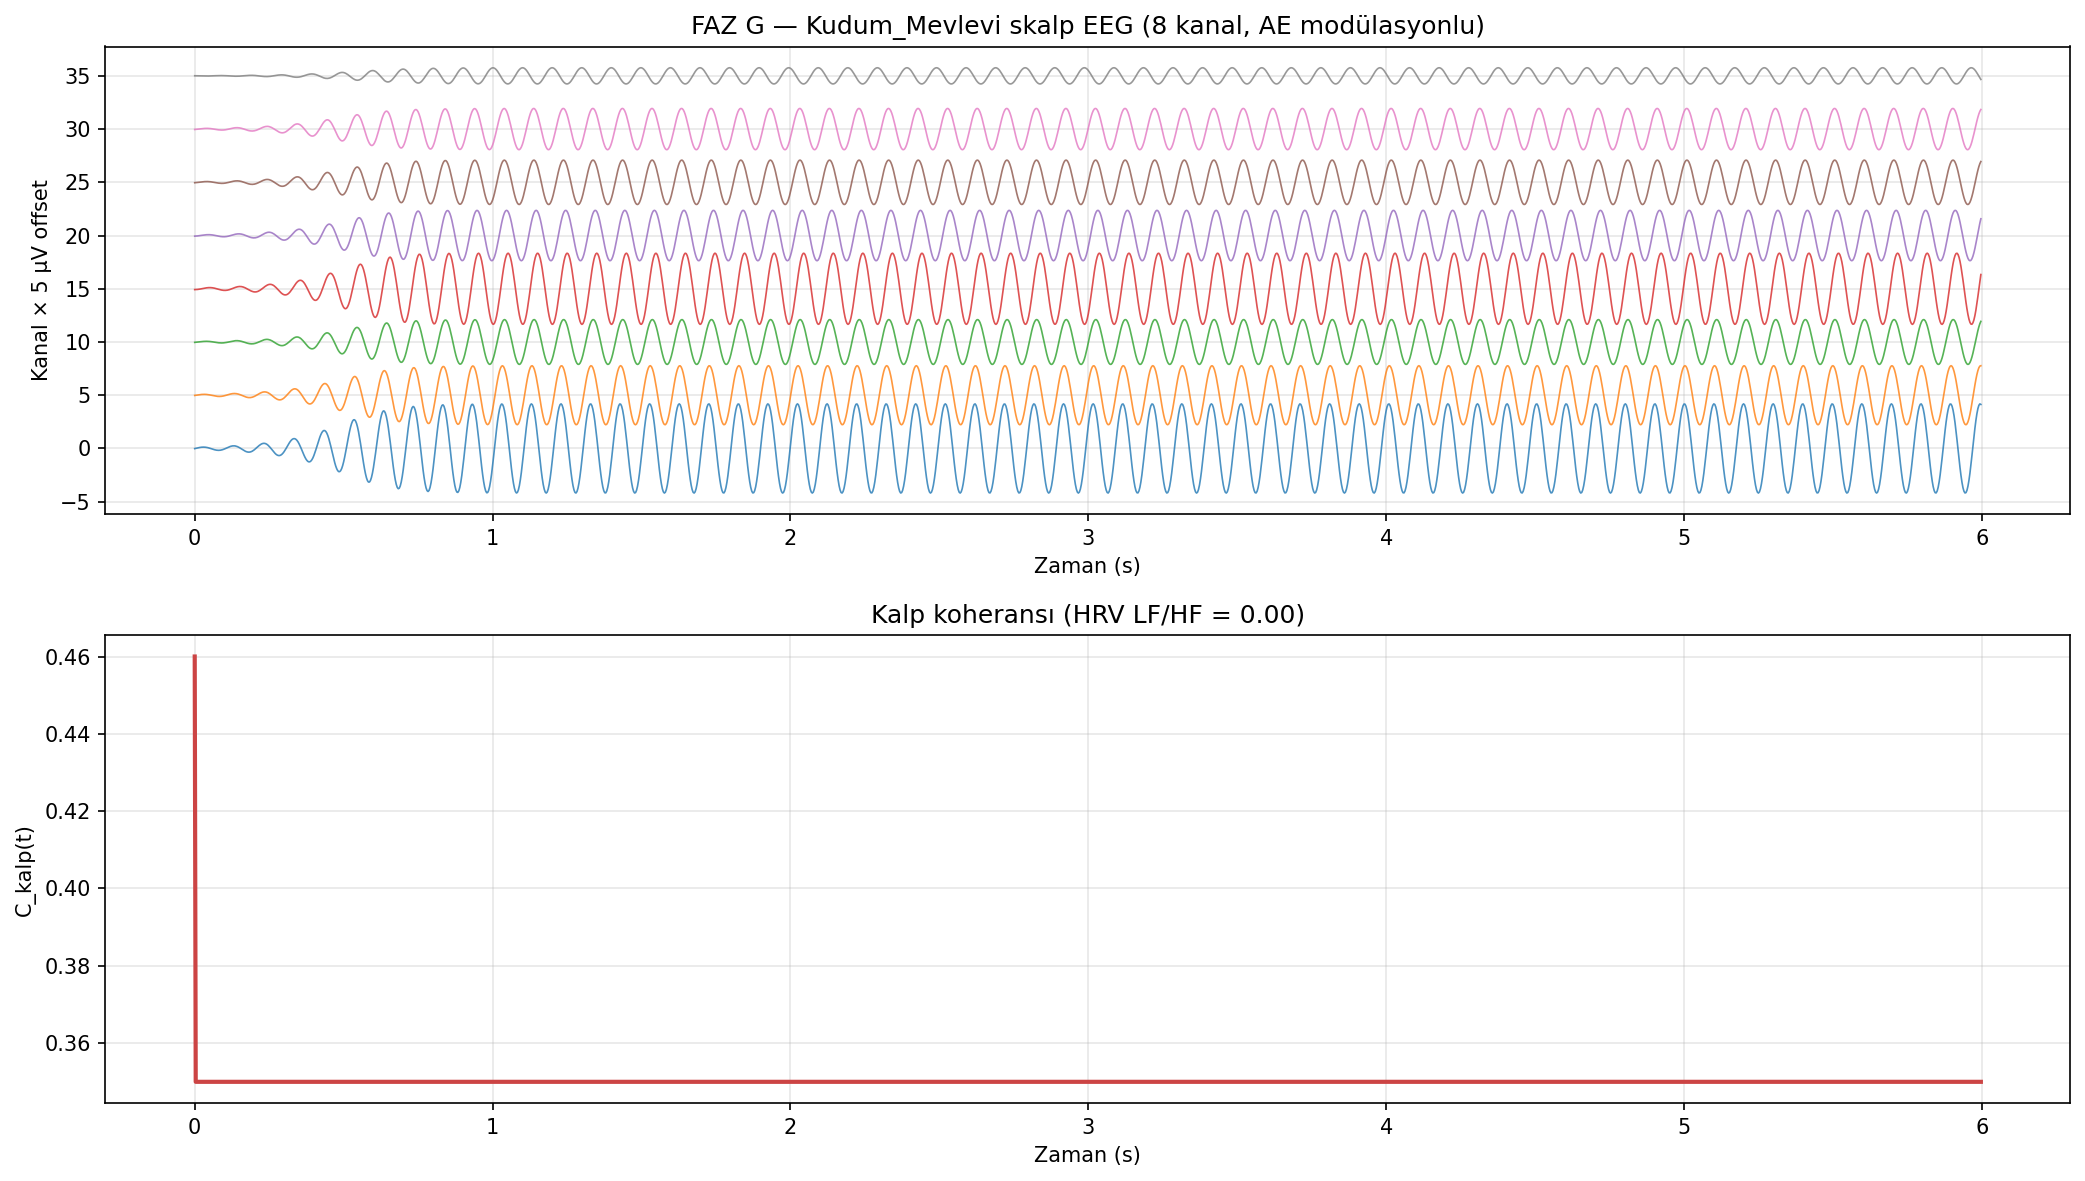 FAZ G — Kudum_Mevlevi skalp EEG (8 kanal, AE modülasyonlu)
Kanal × 5 µV offset
35
30
25
20
15
10
5
0
−5
0 1 2 3 4 5 6
Zaman (s)
Kalp koheransı (HRV LF/HF = 0.00)
C_kalp(t)
0.46
0.44
0.42
0.40
0.38
0.36
0 1 2 3 4 5 6
Zaman (s)